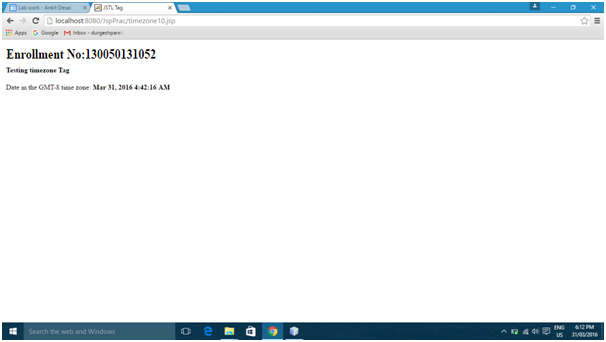 Lab work - Ankit Desai
JSTL Tag
localhost:8080/JspPrac/timezone10.jsp
Apps
Google
Inbox - durgeshparni
Enrollment No:130050131052
Testing timezone Tag
Date in the GMT-8 time zone: Mar 31, 2016 4:42:16 AM
Search the web and Windows
ENG
US
6:12 PM
31/03/2016